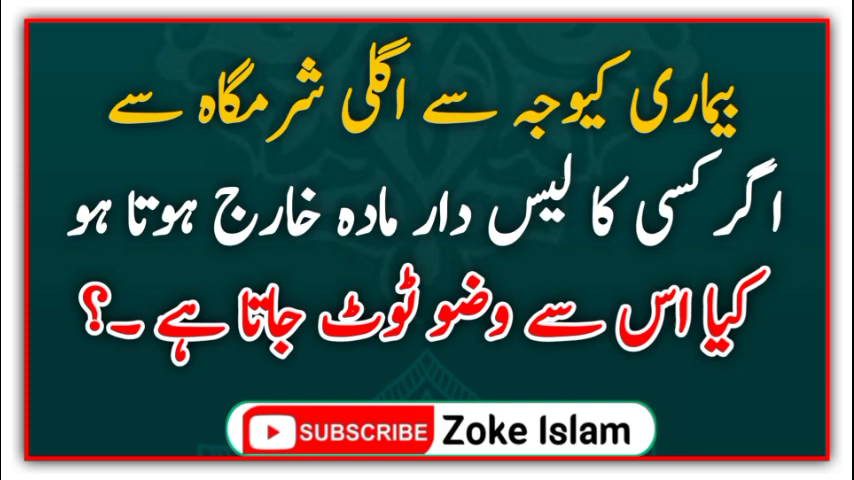 بیماری کیوجہ سے اگلی شرمگاہ سے
اگر کسی کا لیس دار مادہ خارج ہوتا ہو
کیا اس سے وضو ٹوٹ جاتا ہے ۔؟
SUBSCRIBE Zoke Islam